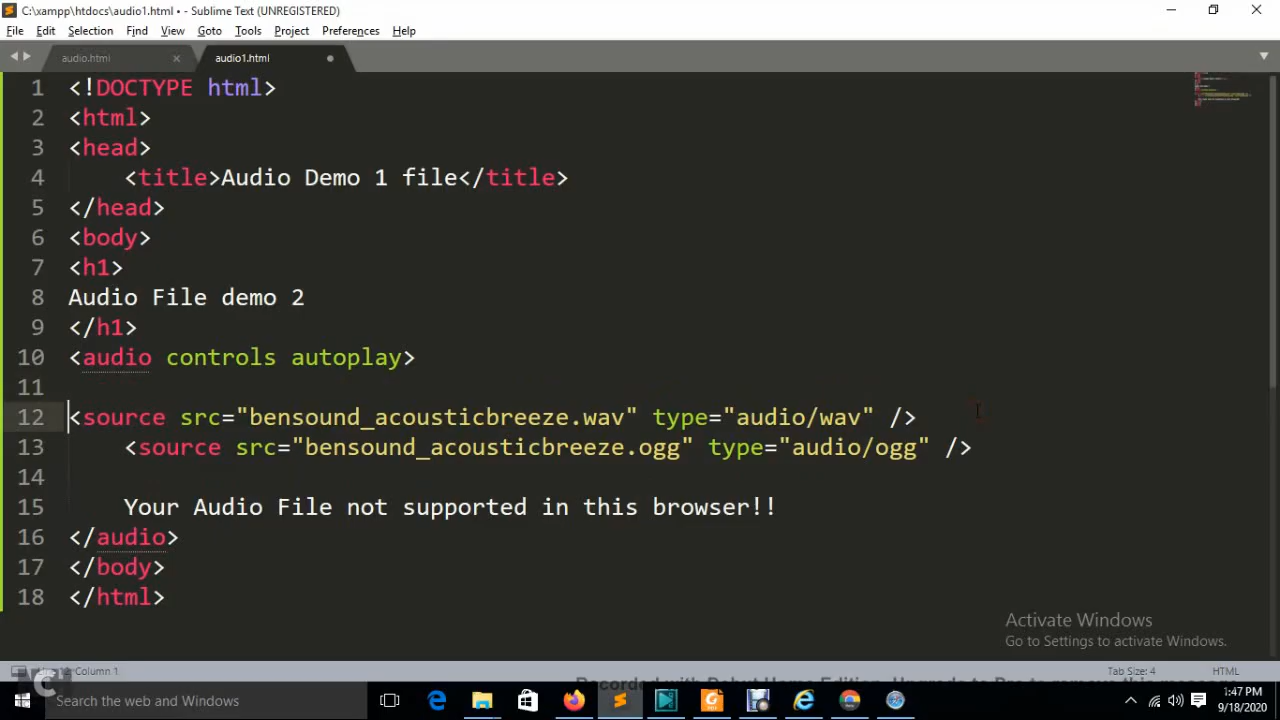 C:\xampp\htdocs\audio1.html • - Sublime Text (UNREGISTERED)
File Edit Selection Find View Goto Tools Project Preferences Help
audio.html audio1.html
1 <!DOCTYPE html>
2 <html>
3 <head>
4 <title>Audio Demo 1 file</title>
5 </head>
6 <body>
7 <h1>
8 Audio File demo 2
9 </h1>
10 <audio controls autoplay>
11
12 <source src="bensound_acousticbreeze.wav" type="audio/wav" />
13 <source src="bensound_acousticbreeze.ogg" type="audio/ogg" />
14
15 Your Audio File not supported in this browser!!
16 </audio>
17 </body>
18 </html>
Activate Windows
Go to Settings to activate Windows.
Column 1 Tab Size: 4 HTML
Search the web and Windows
1:47 PM
9/18/2020